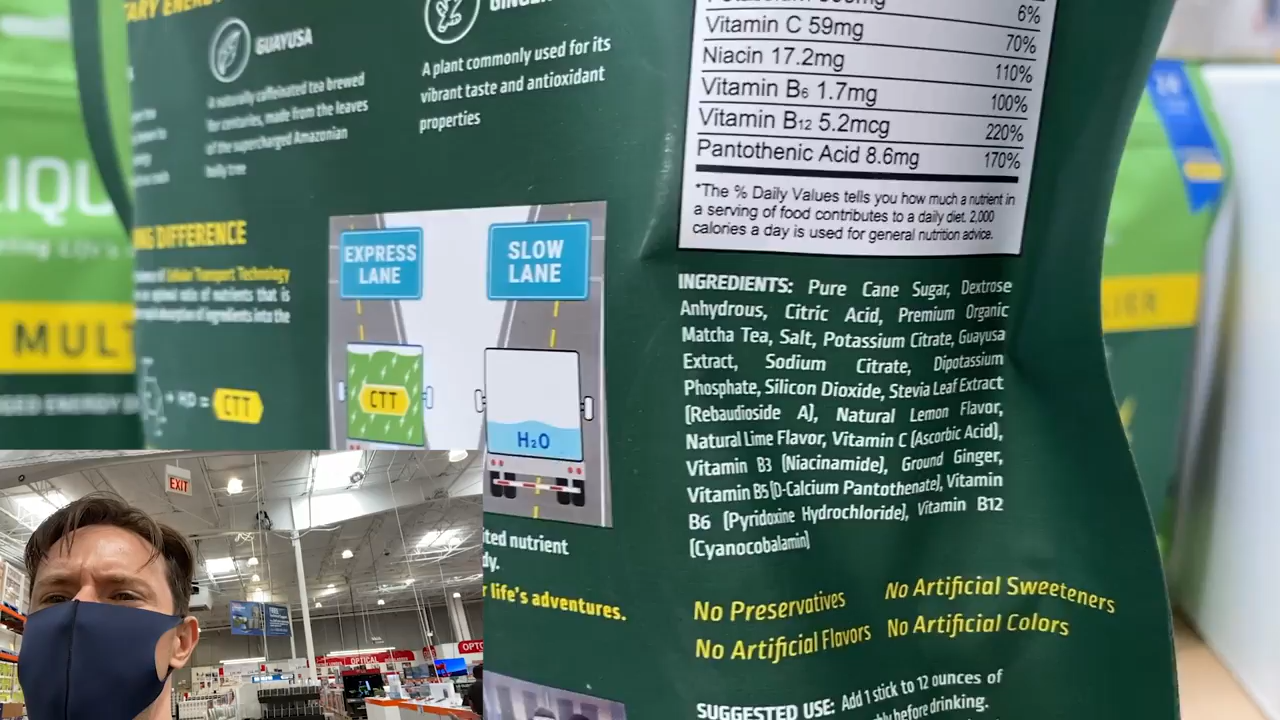 TARY ENERGY
GUAYUSA
A naturally caffeinated tea brewed
for centuries, made from the leaves
of the supercharged Amazonian
holly tree
GINGER
A plant commonly used for its
vibrant taste and antioxidant
properties
6%
Vitamin C 59mg 70%
Niacin 17.2mg 110%
Vitamin B6 1.7mg 100%
Vitamin B12 5.2mcg 220%
Pantothenic Acid 8.6mg 170%
*The % Daily Values tells you how much a nutrient in
a serving of food contributes to a daily diet. 2,000
calories a day is used for general nutrition advice.
LIQU
MULT
LIER
DIFFERENCE
Cellular Transport Technology
optimal ratio of nutrients that is
absorption of ingredients into the
= CTT
EXPRESS
LANE
SLOW
LANE
CTT
H₂O
nutrient
life's adventures.
INGREDIENTS: Pure Cane Sugar, Dextrose
Anhydrous, Citric Acid, Premium Organic
Matcha Tea, Salt, Potassium Citrate, Guayusa
Extract, Sodium Citrate, Dipotassium
Phosphate, Silicon Dioxide, Stevia Leaf Extract
(Rebaudioside A), Natural Lemon Flavor,
Natural Lime Flavor, Vitamin C (Ascorbic Acid),
Vitamin B3 (Niacinamide), Ground Ginger,
Vitamin B5 (D-Calcium Pantothenate), Vitamin
B6 (Pyridoxine Hydrochloride), Vitamin B12
(Cyanocobalamin)
No Preservatives No Artificial Sweeteners
No Artificial Flavors No Artificial Colors
SUGGESTED USE: Add 1 stick to 12 ounces of
before drinking.
EXIT
OPTICAL
OPTO